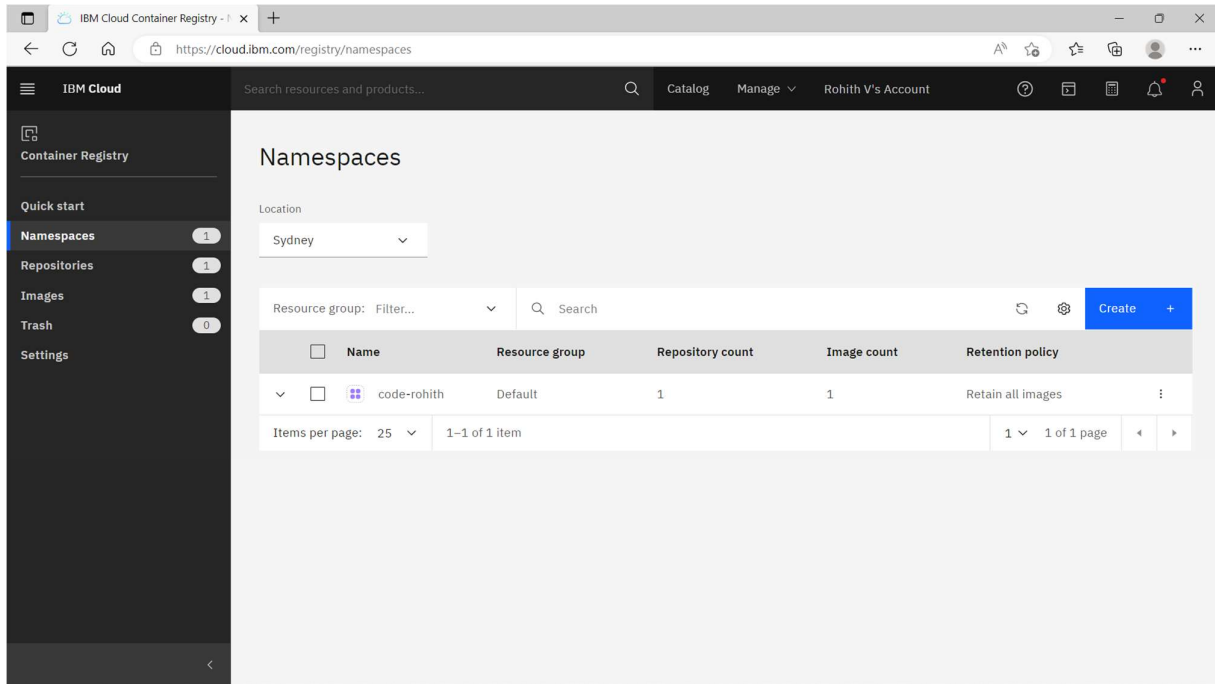 IBM Cloud Container Registry - N
https://cloud.ibm.com/registry/namespaces
IBM Cloud
Search resources and products...
Catalog
Manage
Rohith V's Account
Container Registry
Quick start
Namespaces 1
Repositories 1
Images 1
Trash 0
Settings
Namespaces
Location
Sydney
Resource group: Filter...
Search
Create +
Name Resource group Repository count Image count Retention policy
code-rohith Default 1 1 Retain all images
Items per page: 25 1–1 of 1 item 1 1 of 1 page